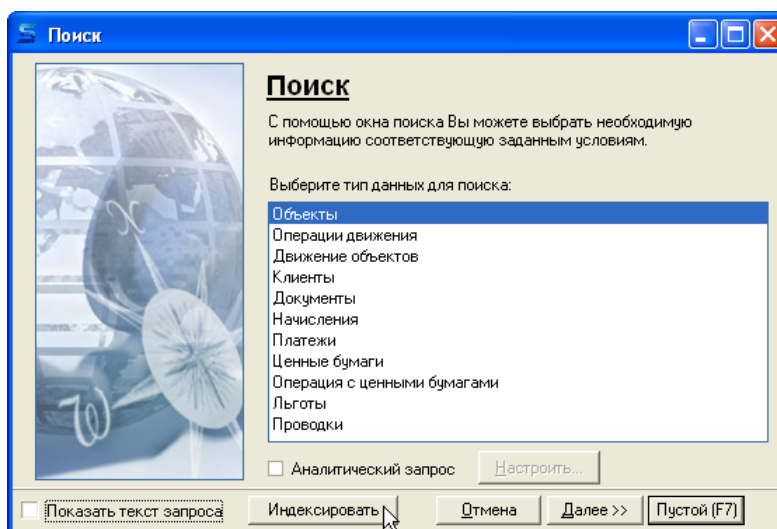 Поиск
Поиск
С помощью окна поиска Вы можете выбрать необходимую
информацию соответствующую заданным условиям.
Выберите тип данных для поиска:
Объекты
Операции движения
Движение объектов
Клиенты
Документы
Начисления
Платежи
Ценные бумаги
Операция с ценными бумагами
Льготы
Проводки
Аналитический запрос Настроить...
Показать текст запроса Индексировать Отмена Далее >> Пустой (F7)